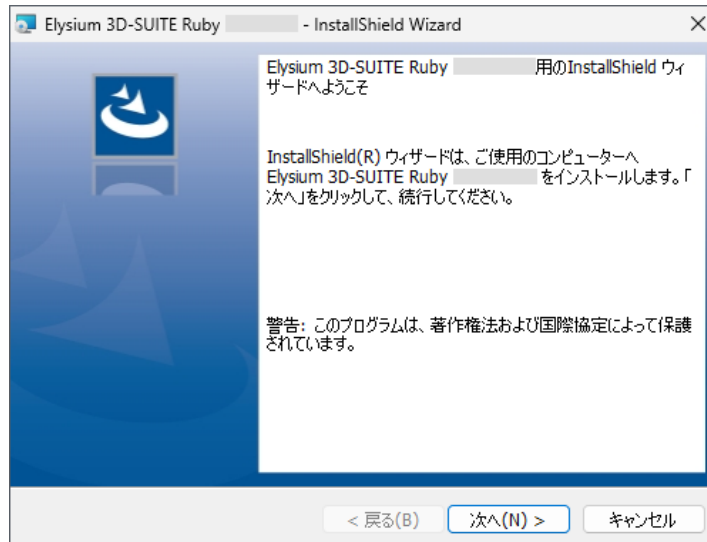 Elysium 3D-SUITE Ruby - InstallShield Wizard
Elysium 3D-SUITE Ruby 用のInstallShield ウィ
ザードへようこそ
InstallShield(R) ウィザードは、ご使用のコンピューターへ
Elysium 3D-SUITE Ruby をインストールします。「
次へ」をクリックして、続行してください。
警告: このプログラムは、著作権法および国際協定によって保護
されています。
< 戻る(B) 次へ(N) > キャンセル